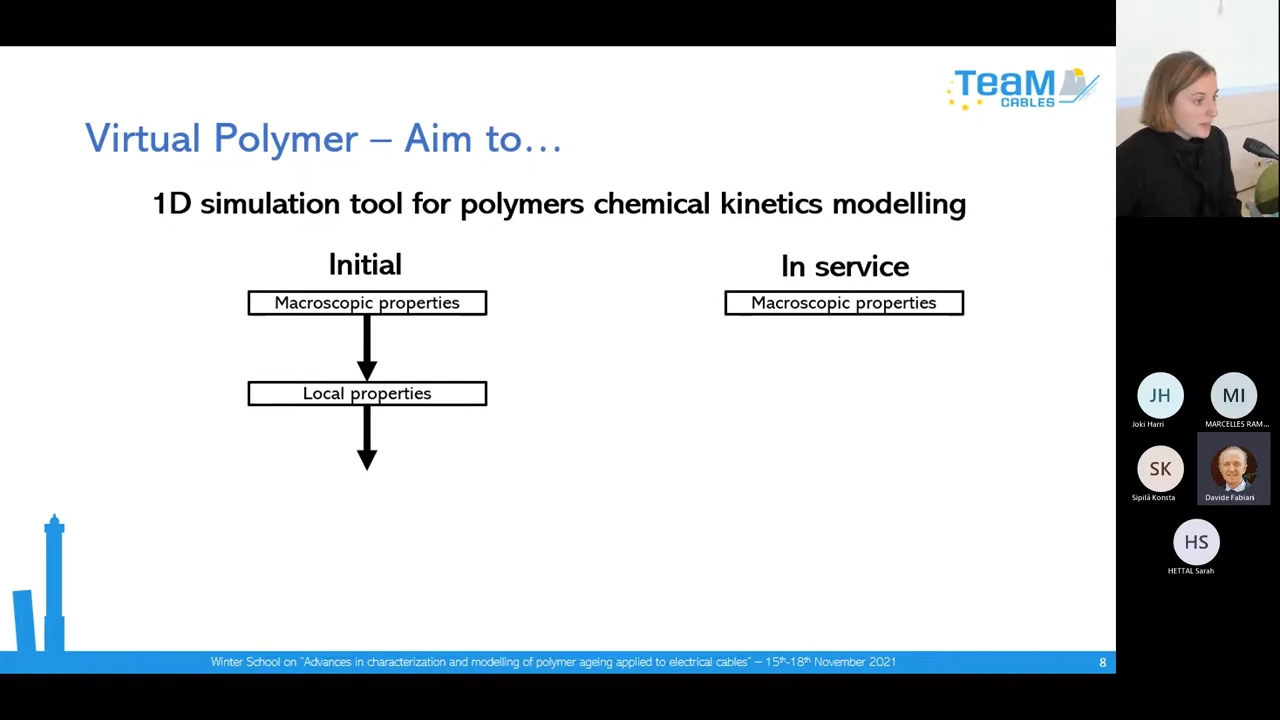 TeaM
CABLES
Virtual Polymer – Aim to…
1D simulation tool for polymers chemical kinetics modelling
Initial
In service
Macroscopic properties
Macroscopic properties
Local properties
JH
MI
Joki Harri
MARCELLES RAM...
SK
Sipilä Konsta
Davide Fabiani
HS
HETTAL Sarah
Winter School on "Advances in characterization and modelling of polymer ageing applied to electrical cables" – 15th-18th November 2021
8